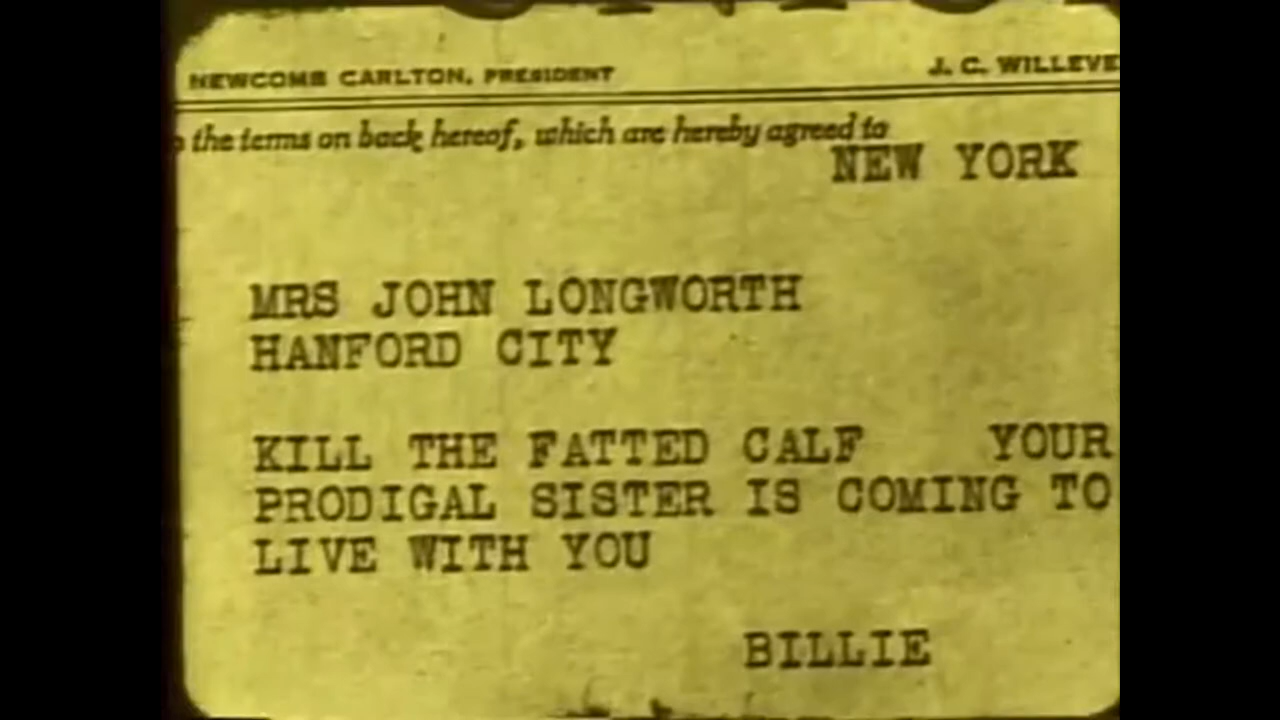 NEWCOMB CARLTON, PRESIDENT J. C. WILLEVE
the terms on back hereof, which are hereby agreed to
NEW YORK
MRS JOHN LONGWORTH
HANFORD CITY
KILL THE FATTED CALF YOUR
PRODIGAL SISTER IS COMING TO
LIVE WITH YOU
BILLIE